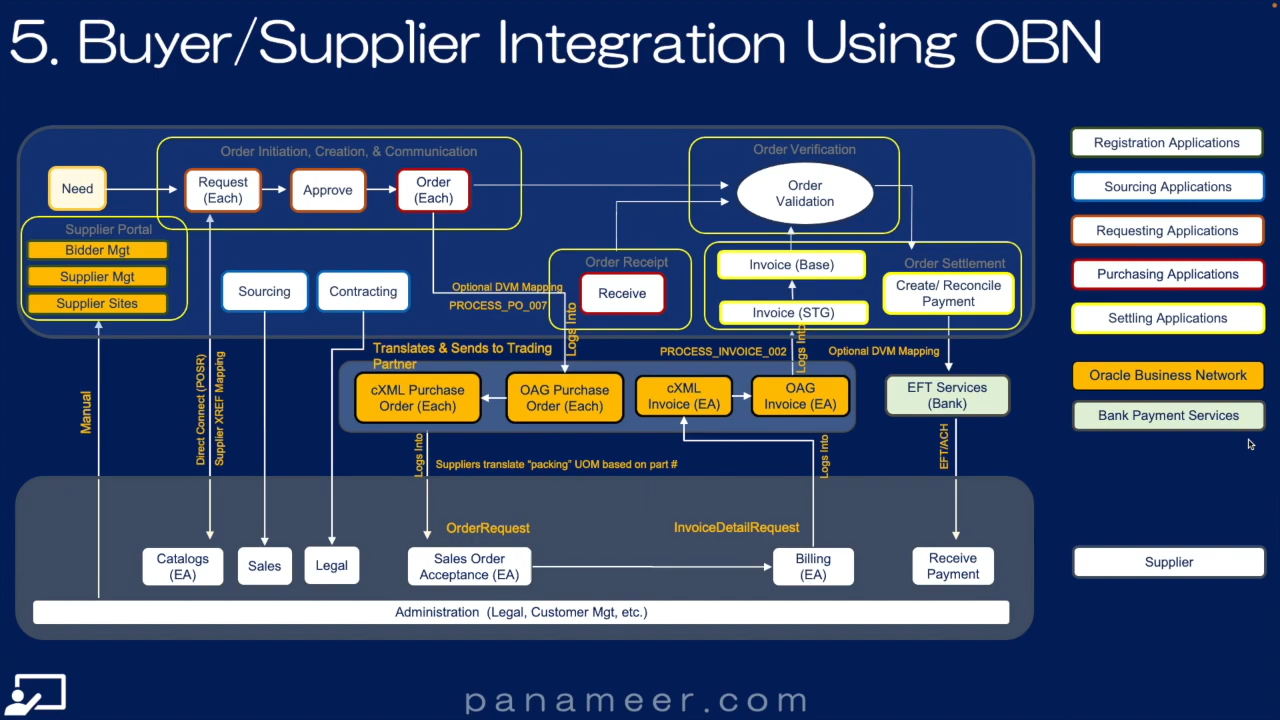 5. Buyer/Supplier Integration Using OBN
Order Initiation, Creation, & Communication
Order Verification
Need
Request
(Each)
Approve
Order
(Each)
Order
Validation
Supplier Portal
Bidder Mgt
Supplier Mgt
Supplier Sites
Sourcing
Contracting
Optional DVM Mapping
PROCESS_PO_007
Logs Into
Order Receipt
Receive
Invoice (Base)
Invoice (STG)
Order Settlement
Create/ Reconcile
Payment
Translates & Sends to Trading
Partner
PROCESS_INVOICE_002
Logs Into
Optional DVM Mapping
cXML Purchase
Order (Each)
OAG Purchase
Order (Each)
cXML
Invoice (EA)
OAG
Invoice (EA)
EFT Services
(Bank)
Manual
Direct Connect (POSR)
Supplier XREF Mapping
Logs Into
Suppliers translate “packing” UOM based on part #
Logs Into
EFT/ACH
OrderRequest
InvoiceDetailRequest
Catalogs
(EA)
Sales
Legal
Sales Order
Acceptance (EA)
Billing
(EA)
Receive
Payment
Administration (Legal, Customer Mgt, etc.)
Registration Applications
Sourcing Applications
Requesting Applications
Purchasing Applications
Settling Applications
Oracle Business Network
Bank Payment Services
Supplier
panameer.com